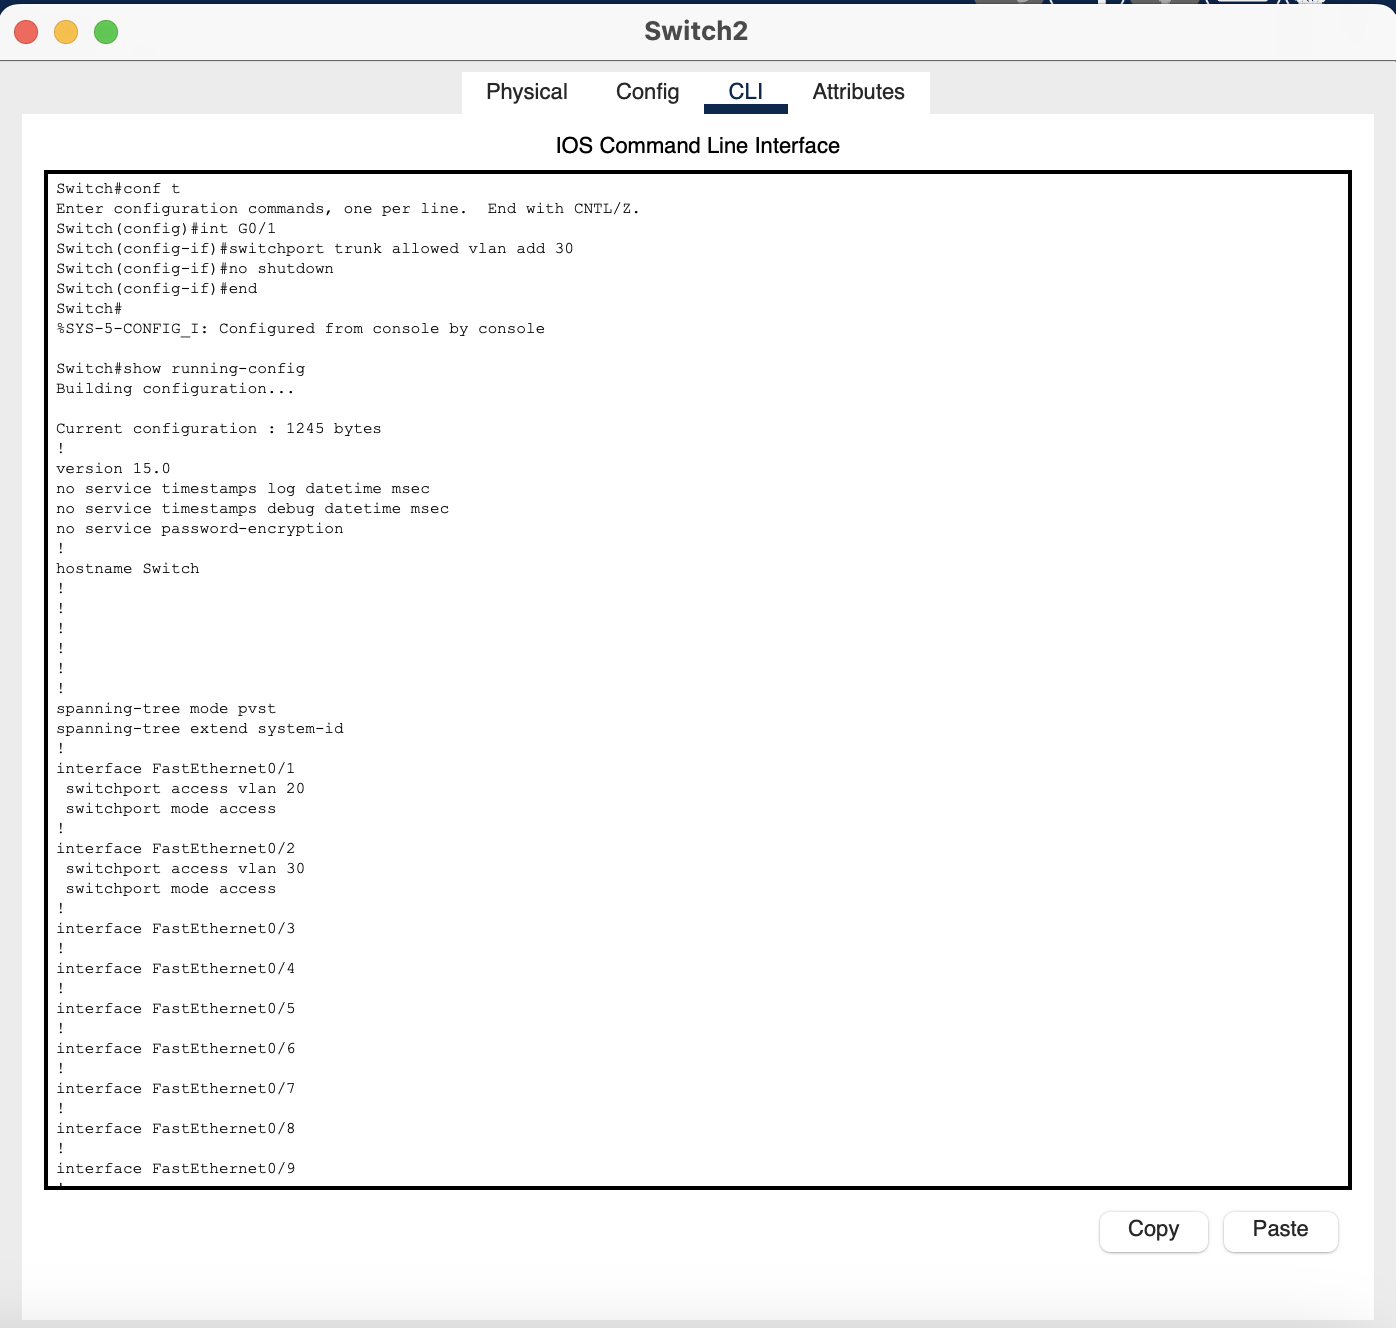 Switch2
Physical Config CLI Attributes
IOS Command Line Interface
Switch#conf t
Enter configuration commands, one per line.  End with CNTL/Z.
Switch(config)#int G0/1
Switch(config-if)#switchport trunk allowed vlan add 30
Switch(config-if)#no shutdown
Switch(config-if)#end
Switch#
%SYS-5-CONFIG_I: Configured from console by console
Switch#show running-config
Building configuration...
Current configuration : 1245 bytes
!
version 15.0
no service timestamps log datetime msec
no service timestamps debug datetime msec
no service password-encryption
!
hostname Switch
!
!
!
!
!
!
spanning-tree mode pvst
spanning-tree extend system-id
!
interface FastEthernet0/1
 switchport access vlan 20
 switchport mode access
!
interface FastEthernet0/2
 switchport access vlan 30
 switchport mode access
!
interface FastEthernet0/3
!
interface FastEthernet0/4
!
interface FastEthernet0/5
!
interface FastEthernet0/6
!
interface FastEthernet0/7
!
interface FastEthernet0/8
!
interface FastEthernet0/9
Copy Paste